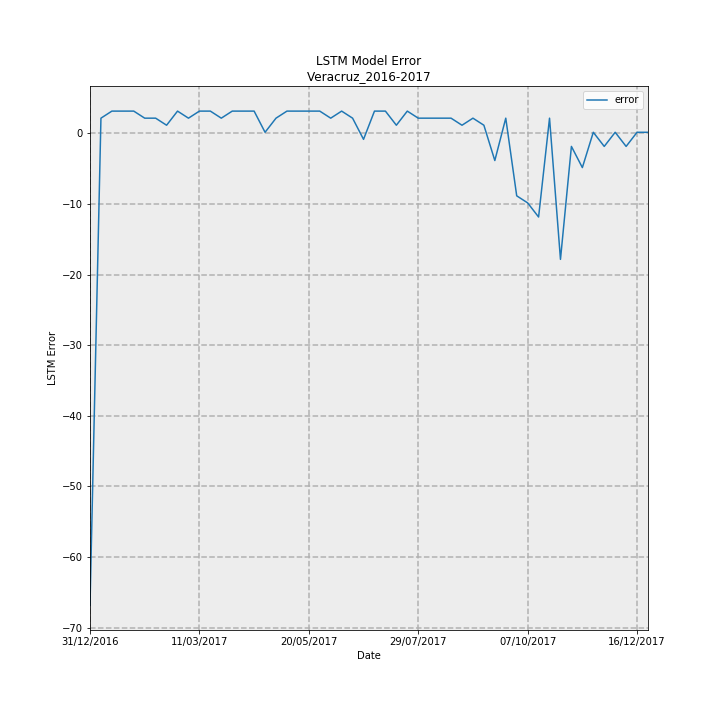 LSTM Model Error
Veracruz_2016-2017
error
0
−10
−20
−30
−40
−50
−60
−70
LSTM Error
31/12/2016 11/03/2017 20/05/2017 29/07/2017 07/10/2017 16/12/2017
Date